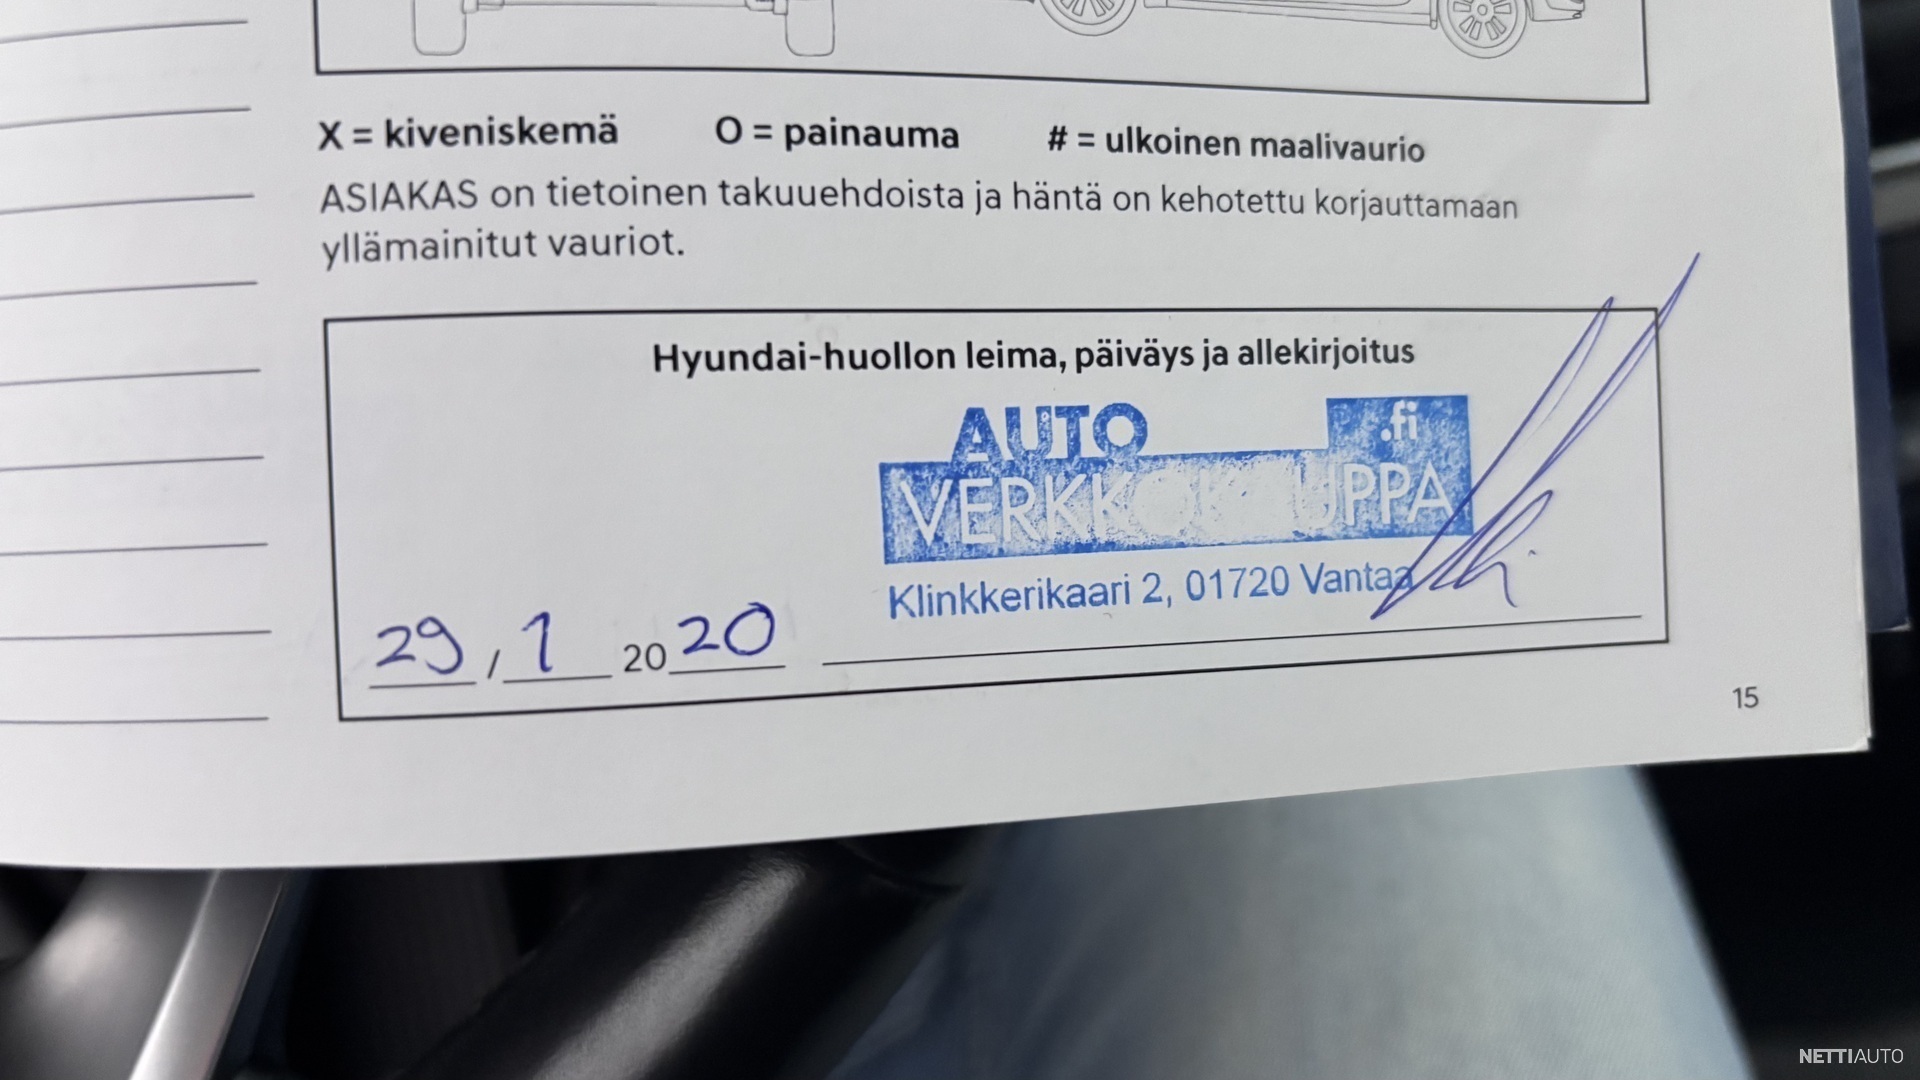 X = kiveniskemä O = painauma # = ulkoinen maalivaurio
ASIAKAS on tietoinen takuuehdoista ja häntä on kehotettu korjauttamaan
yllämainitut vauriot.
Hyundai-huollon leima, päiväys ja allekirjoitus
AUTO .fi
VERKKOKAUPPA
Klinkkerikaari 2, 01720 Vantaa
29 / 1 2020
15
NETTIAUTO